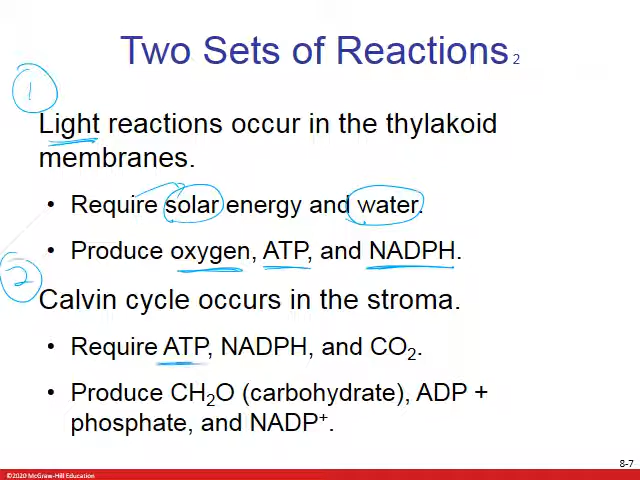 Two Sets of Reactions 2
1
Light reactions occur in the thylakoid
membranes.
• Require solar energy and water.
• Produce oxygen, ATP, and NADPH.
2
Calvin cycle occurs in the stroma.
• Require ATP, NADPH, and CO₂.
• Produce CH₂O (carbohydrate), ADP +
phosphate, and NADP⁺.
8-7
©2020 McGraw-Hill Education